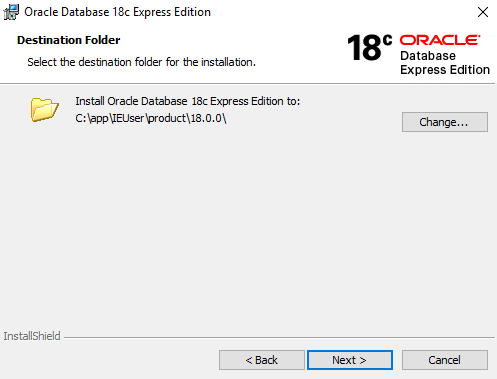 Oracle Database 18c Express Edition
Destination Folder
Select the destination folder for the installation.
18c ORACLE®
Database
Express Edition
Install Oracle Database 18c Express Edition to:
C:\app\IEUser\product\18.0.0\
Change...
InstallShield
< Back
Next >
Cancel